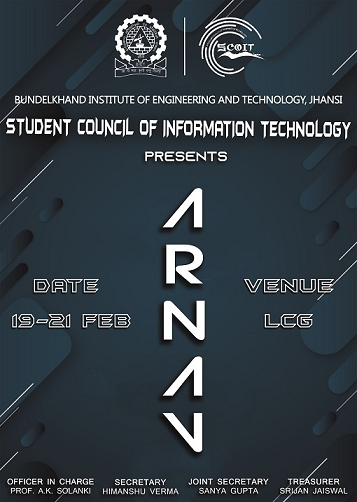 SCOIT
BUNDELKHAND INSTITUTE OF ENGINEERING AND TECHNOLOGY, JHANSI
STUDENT COUNCIL OF INFORMATION TECHNOLOGY
PRESENTS
ARNAV
DATE
19-21 FEB
VENUE
LCG
OFFICER IN CHARGE
PROF. A.K. SOLANKI
SECRETARY
HIMANSHU VERMA
JOINT SECRETARY
SANYA GUPTA
TREASURER
SRIJAN JAISWAL